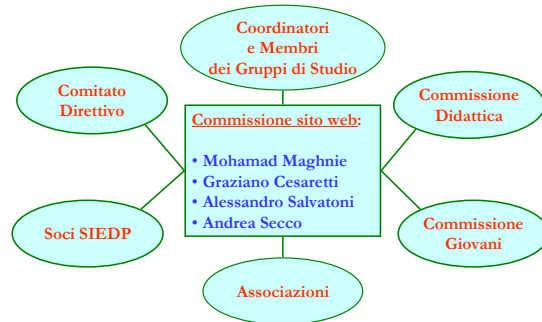 Coordinatori
e Membri
dei Gruppi di Studio
Comitato
Direttivo
Commissione
Didattica
Commissione sito web:
• Mohamad Maghnie
• Graziano Cesaretti
• Alessandro Salvatoni
• Andrea Secco
Soci SIEDP
Commissione
Giovani
Associazioni